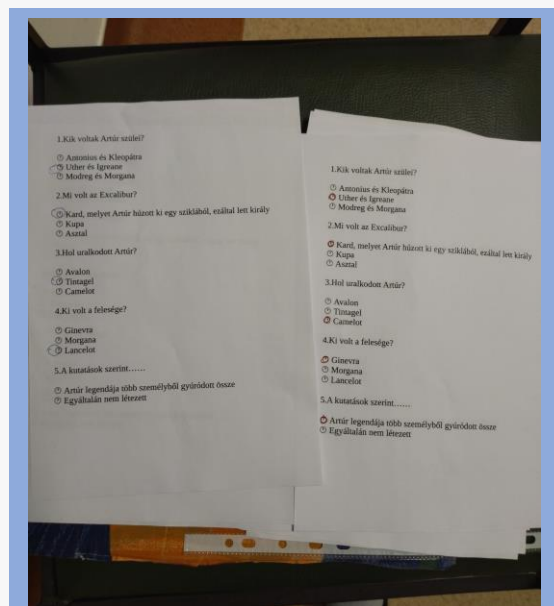 1.Kik voltak Artúr szülei?
Antonius és Kleopátra
Uther és Igreane
Modreg és Morgana
2.Mi volt az Excalibur?
Kard, melyet Artúr húzott ki egy sziklából, ezáltal lett király
Kupa
Asztal
3.Hol uralkodott Artúr?
Avalon
Tintagel
Camelot
4.Ki volt a felesége?
Ginevra
Morgana
Lancelot
5.A kutatások szerint……
Artúr legendája több személyből gyúródott össze
Egyáltalán nem létezett
1.Kik voltak Artúr szülei?
Antonius és Kleopátra
Uther és Igreane
Modreg és Morgana
2.Mi volt az Excalibur?
Kard, melyet Artúr húzott ki egy sziklából, ezáltal lett király
Kupa
Asztal
3.Hol uralkodott Artúr?
Avalon
Tintagel
Camelot
4.Ki volt a felesége?
Ginevra
Morgana
Lancelot
5.A kutatások szerint……
Artúr legendája több személyből gyúródott össze
Egyáltalán nem létezett